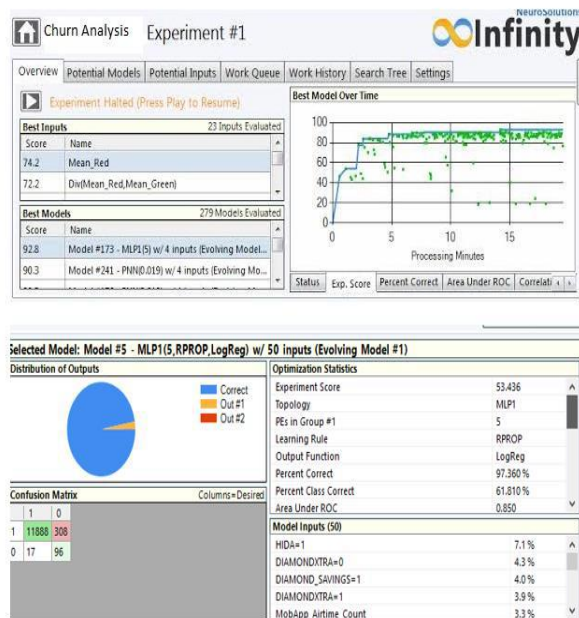 NeuroSolutions
Churn Analysis Experiment #1 Infinity
Overview Potential Models Potential Inputs Work Queue Work History Search Tree Settings
Experiment Halted (Press Play to Resume)
Best Inputs 23 Inputs Evaluated
Score Name
74.2 Mean_Red
72.2 Div(Mean_Red,Mean_Green)
Best Models 279 Models Evaluated
Score Name
92.8 Model #173 - MLP1(5) w/ 4 inputs (Evolving Model...
90.3 Model #241 - PNN(0.019) w/ 4 inputs (Evolving Mo...
Best Model Over Time
100
80
60
40
20
0
0 5 10 15
Processing Minutes
Status Exp. Score Percent Correct Area Under ROC Correlati
Selected Model: Model #5 - MLP1(5,RPROP,LogReg) w/ 50 inputs (Evolving Model #1)
Distribution of Outputs
Correct
Out #1
Out #2
Confusion Matrix Columns=Desired
1 0
1 11888 308
0 17 96
Optimization Statistics
Experiment Score 53.436
Topology MLP1
PEs in Group #1 5
Learning Rule RPROP
Output Function LogReg
Percent Correct 97.360 %
Percent Class Correct 61.810 %
Area Under ROC 0.850
Model Inputs (50)
HIDA=1 7.1 %
DIAMONDXTRA=0 4.3 %
DIAMOND_SAVINGS=1 4.0 %
DIAMONDXTRA=1 3.9 %
MobApp Airtime Count 3.3 %